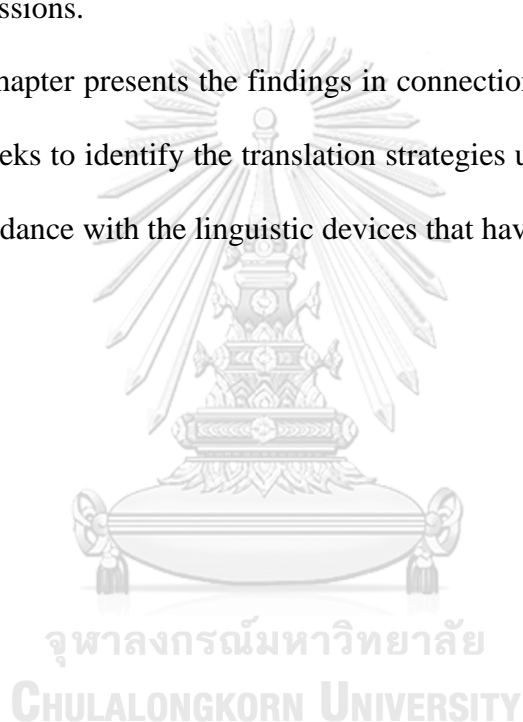 ssions.
hapter presents the findings in connection
eeks to identify the translation strategies u
dance with the linguistic devices that hav
จุฬาลงกรณ์มหาวิทยาลัย
CHULALONGKORN UNIVERSITY